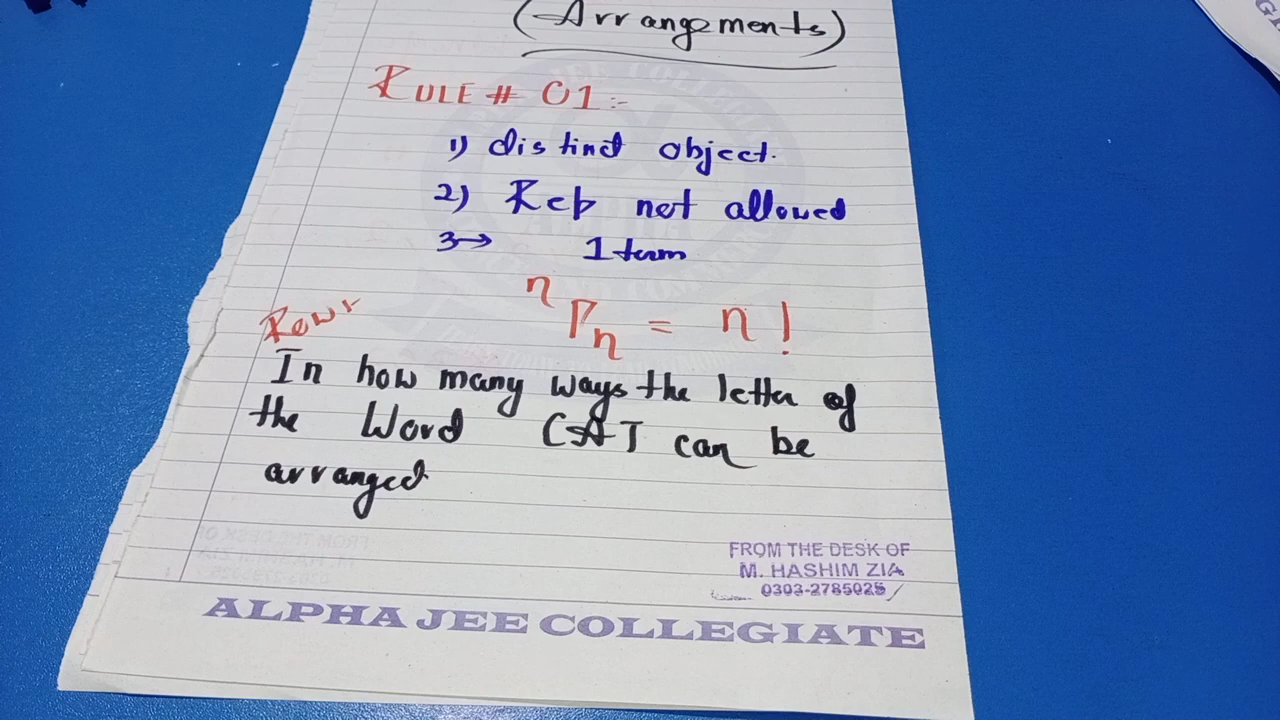 (Arrangements)
RULE # 01:-
1) distinct object.
2) Rep not allowed
3→ 1 term
nPn = n!
In how many ways the letter of
the Word CAT can be
arranged
FROM THE DESK OF
M. HASHIM ZIA
0303-2785025
ALPHA JEE COLLEGIATE